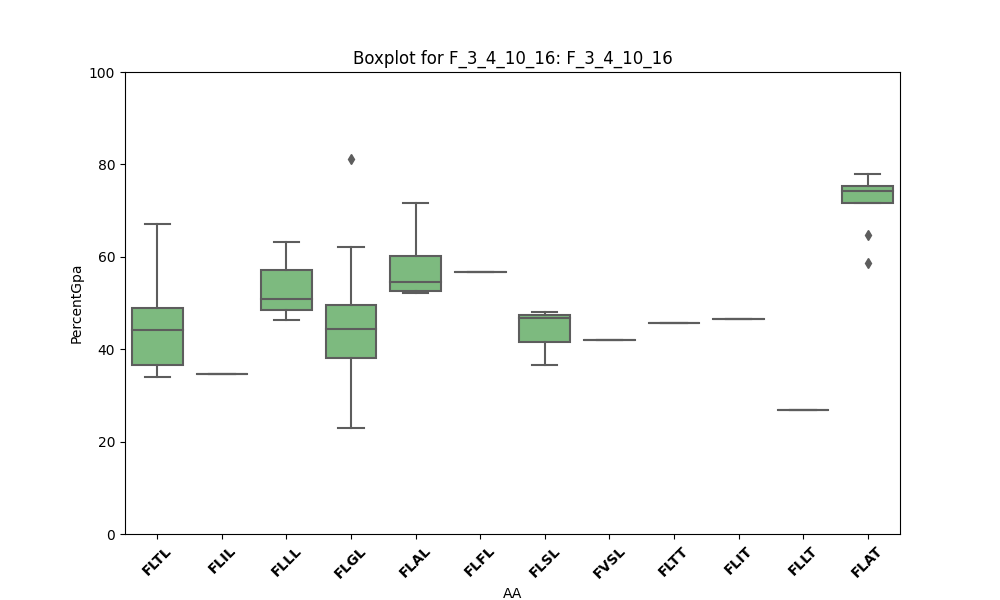 Boxplot for F_3_4_10_16: F_3_4_10_16
100
80
60
40
20
0
PercentGpa
FLTL FLIL FLLL FLGL FLAL FLFL FLSL FVSL FLTT FLIT FLLT FLAT
AA